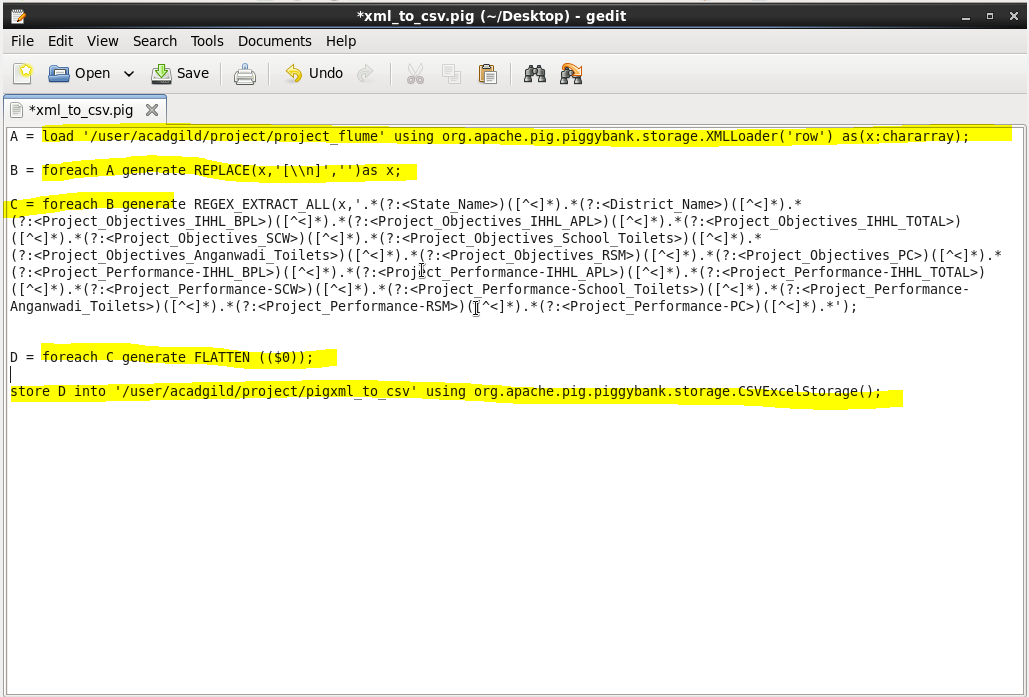 *xml_to_csv.pig (~/Desktop) - gedit
File Edit View Search Tools Documents Help
Open Save Undo
*xml_to_csv.pig
A = load '/user/acadgild/project/project_flume' using org.apache.pig.piggybank.storage.XMLLoader('row') as(x:chararray);
B = foreach A generate REPLACE(x,'[\\n]','')as x;
C = foreach B generate REGEX_EXTRACT_ALL(x,'.*(?:<State_Name>)([^<]*).*(?:<District_Name>)([^<]*).*
(?:<Project_Objectives_IHHL_BPL>)([^<]*).*(?:<Project_Objectives_IHHL_APL>)([^<]*).*(?:<Project_Objectives_IHHL_TOTAL>)
([^<]*).*(?:<Project_Objectives_SCW>)([^<]*).*(?:<Project_Objectives_School_Toilets>)([^<]*).*
(?:<Project_Objectives_Anganwadi_Toilets>)([^<]*).*(?:<Project_Objectives_RSM>)([^<]*).*(?:<Project_Objectives_PC>)([^<]*).*
(?:<Project_Performance-IHHL_BPL>)([^<]*).*(?:<Project_Performance-IHHL_APL>)([^<]*).*(?:<Project_Performance-IHHL_TOTAL>)
([^<]*).*(?:<Project_Performance-SCW>)([^<]*).*(?:<Project_Performance-School_Toilets>)([^<]*).*(?:<Project_Performance-
Anganwadi_Toilets>)([^<]*).*(?:<Project_Performance-RSM>)([^<]*).*(?:<Project_Performance-PC>)([^<]*).*');
D = foreach C generate FLATTEN (($0));
store D into '/user/acadgild/project/pigxml_to_csv' using org.apache.pig.piggybank.storage.CSVExcelStorage();